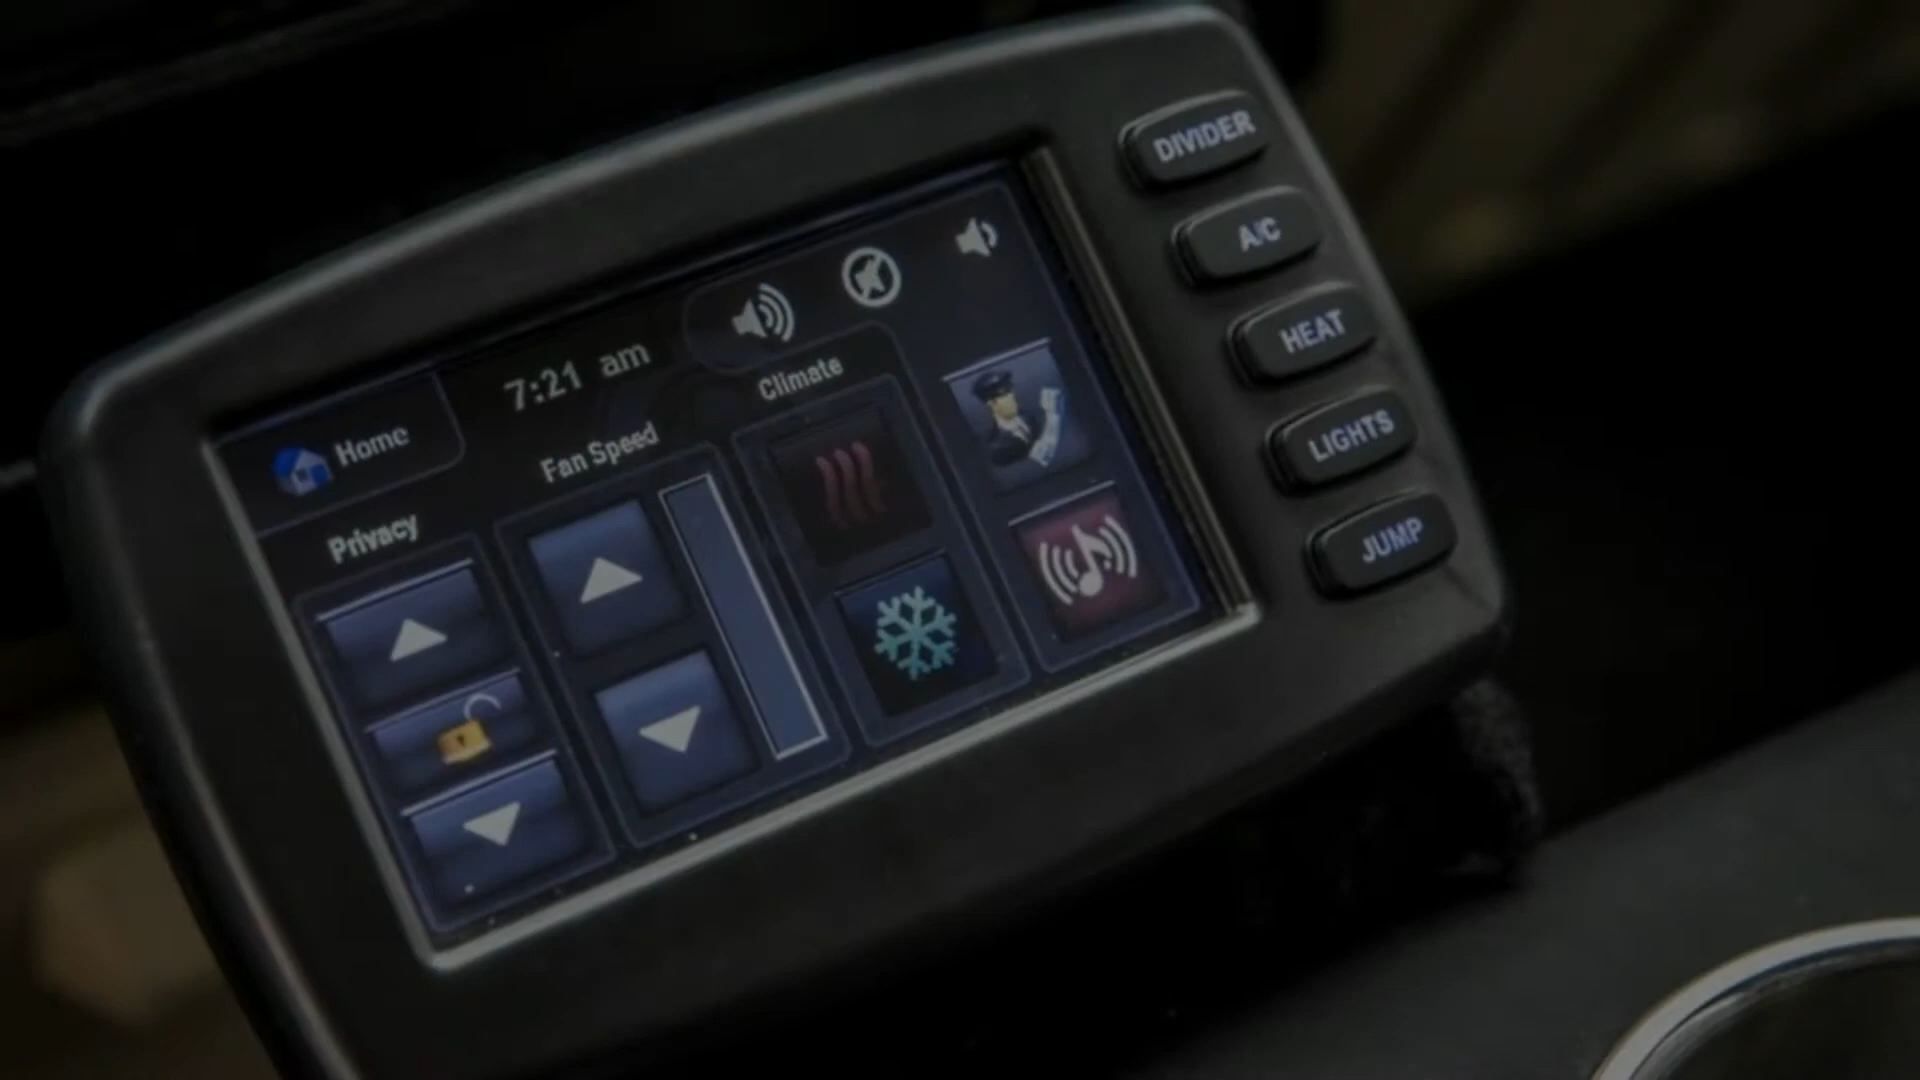 7:21 am
Home
Privacy
Fan Speed
Climate
DIVIDER
A/C
HEAT
LIGHTS
JUMP